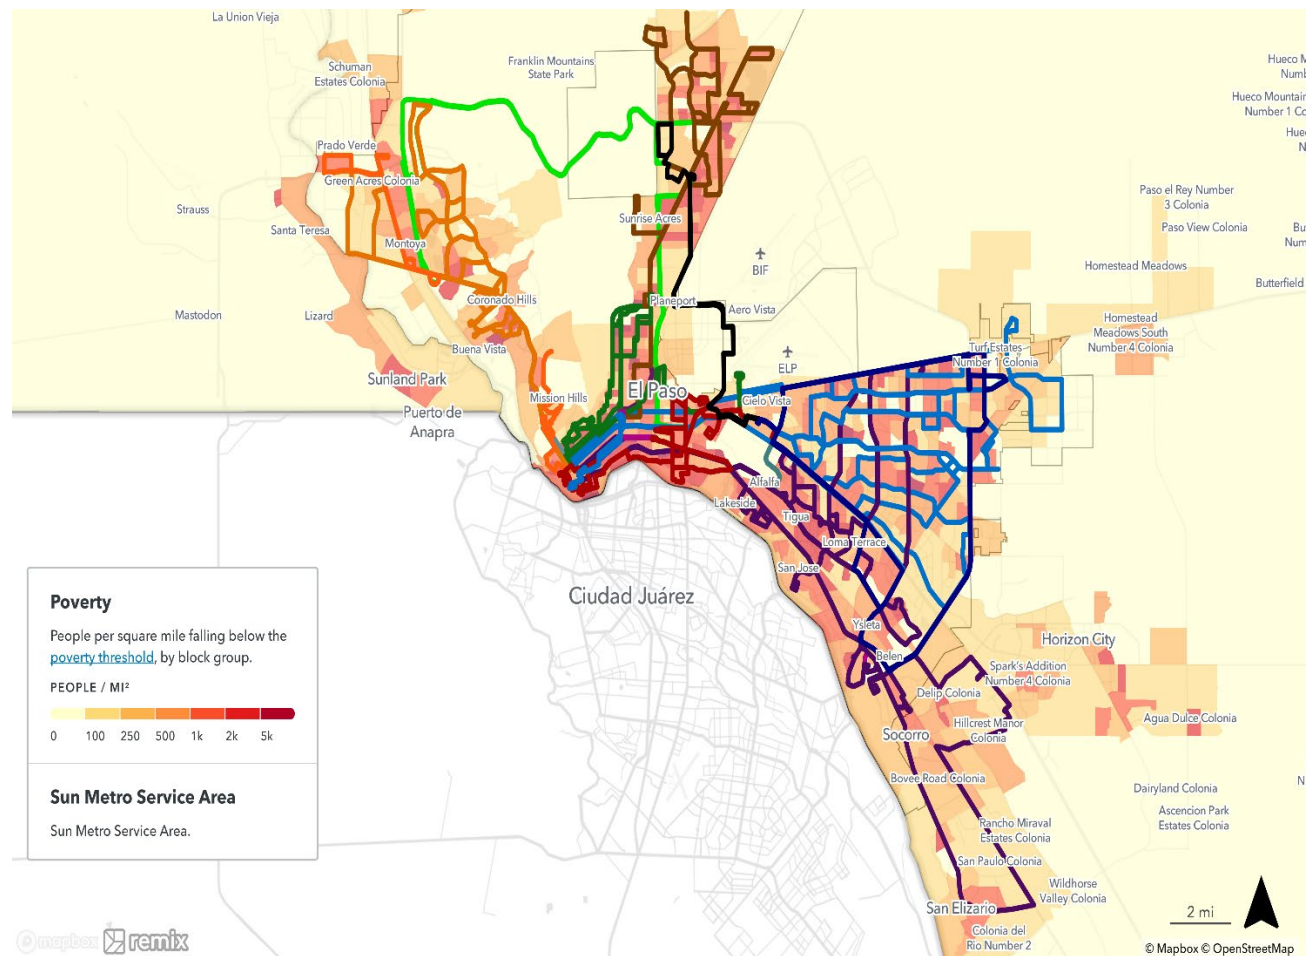 La Union Vieja
Schuman
Estates Colonia
Franklin Mountains
State Park
Hueco M
Numb
Hueco Mountain
Number 1 Co
Hue
N
Prado Verde
Green Acres Colonia
Strauss
Santa Teresa
Montoya
Sunrise Acres
Paso el Rey Number
3 Colonia
Paso View Colonia
Bu
Num
BIF
Homestead Meadows
Butterfield
Coronado Hills
Planeport
Aero Vista
Mastodon
Lizard
Homestead
Meadows South
Number 4 Colonia
Buena Vista
Turf Estates
Number 1 Colonia
ELP
Sunland Park
El Paso
Mission Hills
Cielo Vista
Puerto de
Anapra
Alfalfa
Lakeside
Tigua
Loma Terrace
San Jose
Ciudad Juárez
Ysleta
Horizon City
Belen
Spark's Addition
Number 4 Colonia
Delip Colonia
Hillcrest Manor
Colonia
Agua Dulce Colonia
Socorro
Bovee Road Colonia
Dairyland Colonia
N
Ascencion Park
Estates Colonia
Rancho Miraval
Estates Colonia
San Paulo Colonia
Wildhorse
Valley Colonia
San Elizario
Colonia del
Rio Number 2
Poverty
People per square mile falling below the
poverty threshold, by block group.
PEOPLE / MI²
0 100 250 500 1k 2k 5k
Sun Metro Service Area
Sun Metro Service Area.
2 mi
mapbox remix
© Mapbox © OpenStreetMap